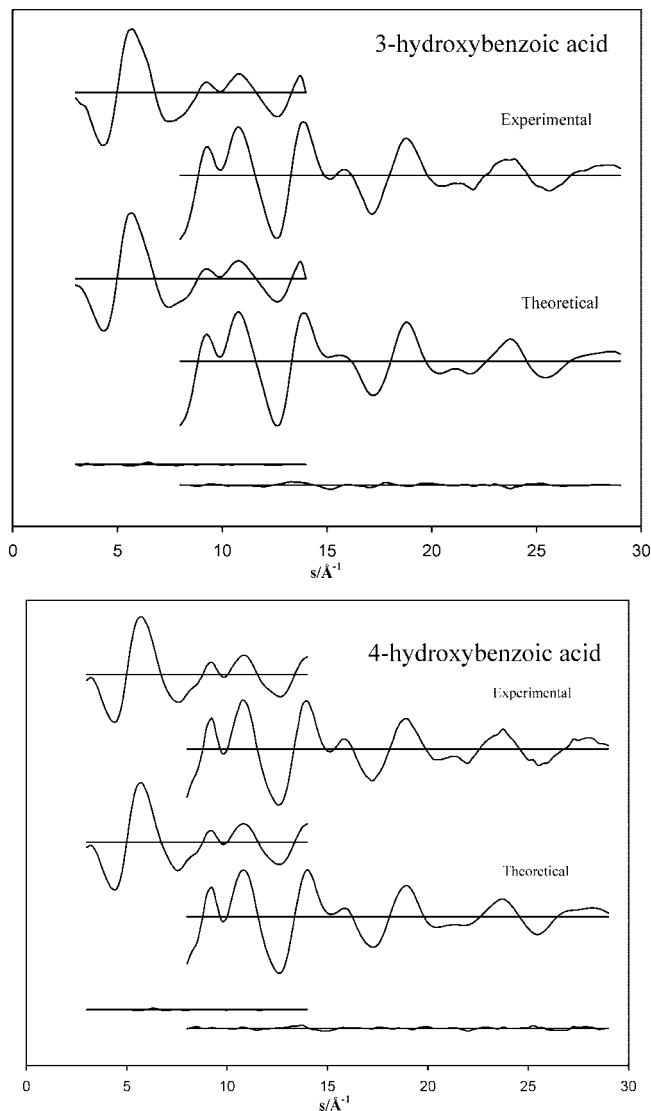 3-hydroxybenzoic acid
Experimental
Theoretical
0 5 10 15 20 25 30
s/Å⁻¹
4-hydroxybenzoic acid
Experimental
Theoretical
0 5 10 15 20 25 30
s/Å⁻¹